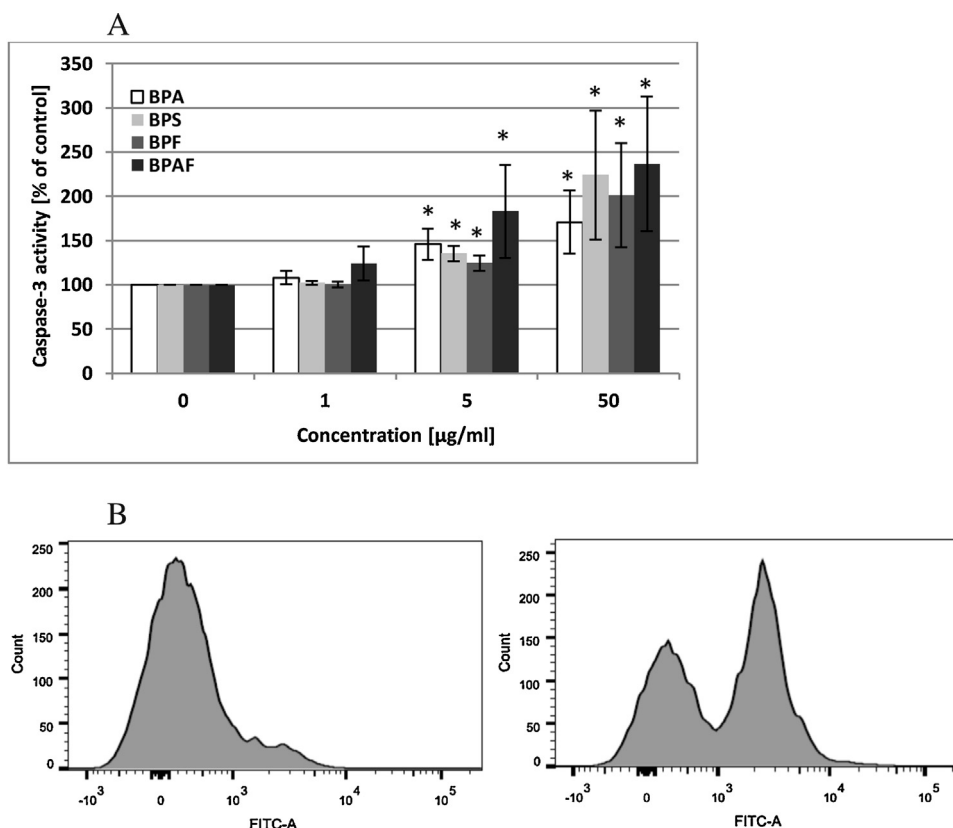 A
350
300
250
200
150
100
50
0
Caspase-3 activity [% of control]
BPA
BPS
BPF
BPAF
*
*
*
*
*
*
*
*
0 1 5 50
Concentration [µg/ml]
B
250
200
150
100
50
0
Count
-10³ 0 10³ 10⁴ 10⁵
FITC-A
250
200
150
100
50
0
Count
-10³ 0 10³ 10⁴ 10⁵
FITC-A